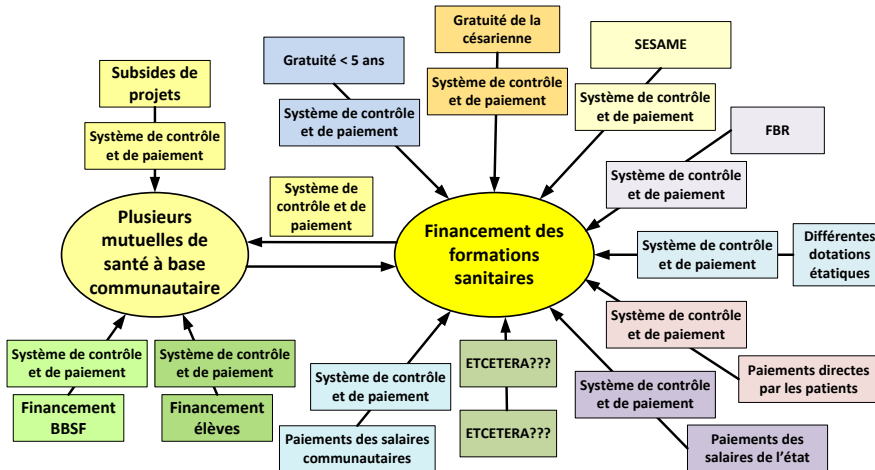 Gratuité de la
césarienne
Gratuité < 5 ans
SESAME
Subsides de
projets
Système de contrôle
et de paiement
Système de contrôle
et de paiement
Système de contrôle
et de paiement
Système de contrôle
et de paiement
FBR
Système de contrôle
et de paiement
Système de
contrôle et de
paiement
Plusieurs
mutuelles de
santé à base
communautaire
Financement des
formations
sanitaires
Système de contrôle
et de paiement
Différentes
dotations
étatiques
Système de contrôle
et de paiement
Système de contrôle
et de paiement
Système de contrôle
et de paiement
Système de contrôle
et de paiement
ETCETERA???
Système de contrôle
et de paiement
Paiements directes
par les patients
Financement
BBSF
Financement
élèves
Paiements des salaires
communautaires
ETCETERA???
Paiements des
salaires de l’état